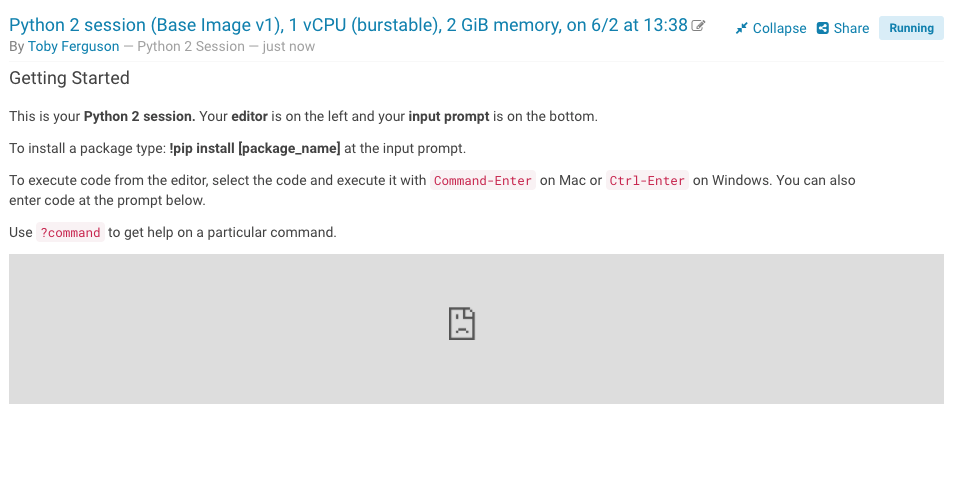 Python 2 session (Base Image v1), 1 vCPU (burstable), 2 GiB memory, on 6/2 at 13:38
Collapse Share Running
By Toby Ferguson — Python 2 Session — just now
Getting Started
This is your Python 2 session. Your editor is on the left and your input prompt is on the bottom.
To install a package type: !pip install [package_name] at the input prompt.
To execute code from the editor, select the code and execute it with Command-Enter on Mac or Ctrl-Enter on Windows. You can also
enter code at the prompt below.
Use ?command to get help on a particular command.